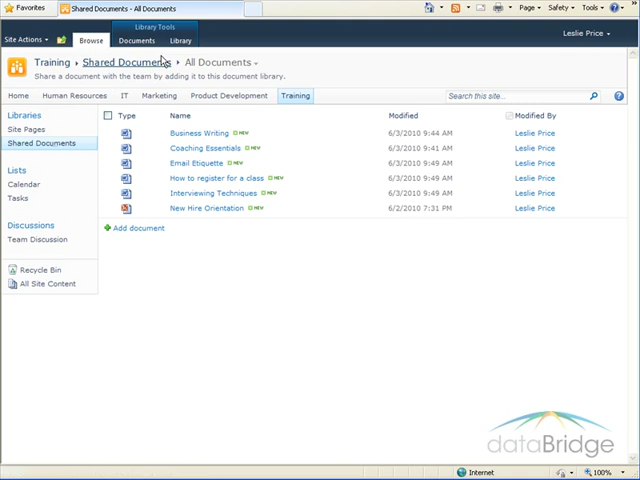 Favorites
Shared Documents - All Documents
Page
Safety
Tools
Library Tools
Site Actions
Browse
Documents
Library
Leslie Price
Training
Shared Documents
All Documents
Share a document with the team by adding it to this document library.
Home
Human Resources
IT
Marketing
Product Development
Training
Search this site...
Libraries
Site Pages
Shared Documents
Lists
Calendar
Tasks
Discussions
Team Discussion
Recycle Bin
All Site Content
Type Name Modified Modified By
Business Writing NEW 6/3/2010 9:44 AM Leslie Price
Coaching Essentials NEW 6/3/2010 9:41 AM Leslie Price
Email Etiquette NEW 6/3/2010 9:49 AM Leslie Price
How to register for a class NEW 6/3/2010 9:49 AM Leslie Price
Interviewing Techniques NEW 6/3/2010 9:49 AM Leslie Price
New Hire Orientation NEW 6/2/2010 7:31 PM Leslie Price
Add document
dataBridge
Internet
100%